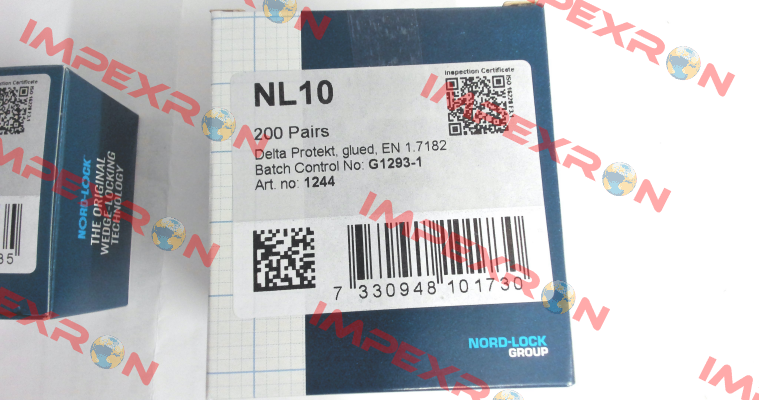 NL10
200 Pairs
Delta Protekt, glued, EN 1.7182
Batch Control No: G1293-1
Art. no: 1244
Inspection Certificate
7 330948 101730
NORD-LOCK
GROUP
Inspection Certificate
NORD-LOCK
THE ORIGINAL
WEDGE-LOCKING
TECHNOLOGY
IMPEXRON
IMPEXRON
IMPEXRON
IMPEXRON
IMPEXRON
IMPEXRON